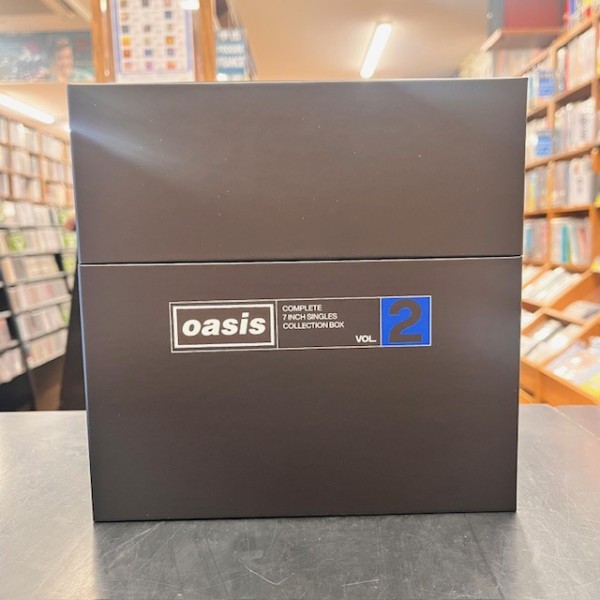 oasis
COMPLETE
7 INCH SINGLES
COLLECTION BOX
VOL. 2